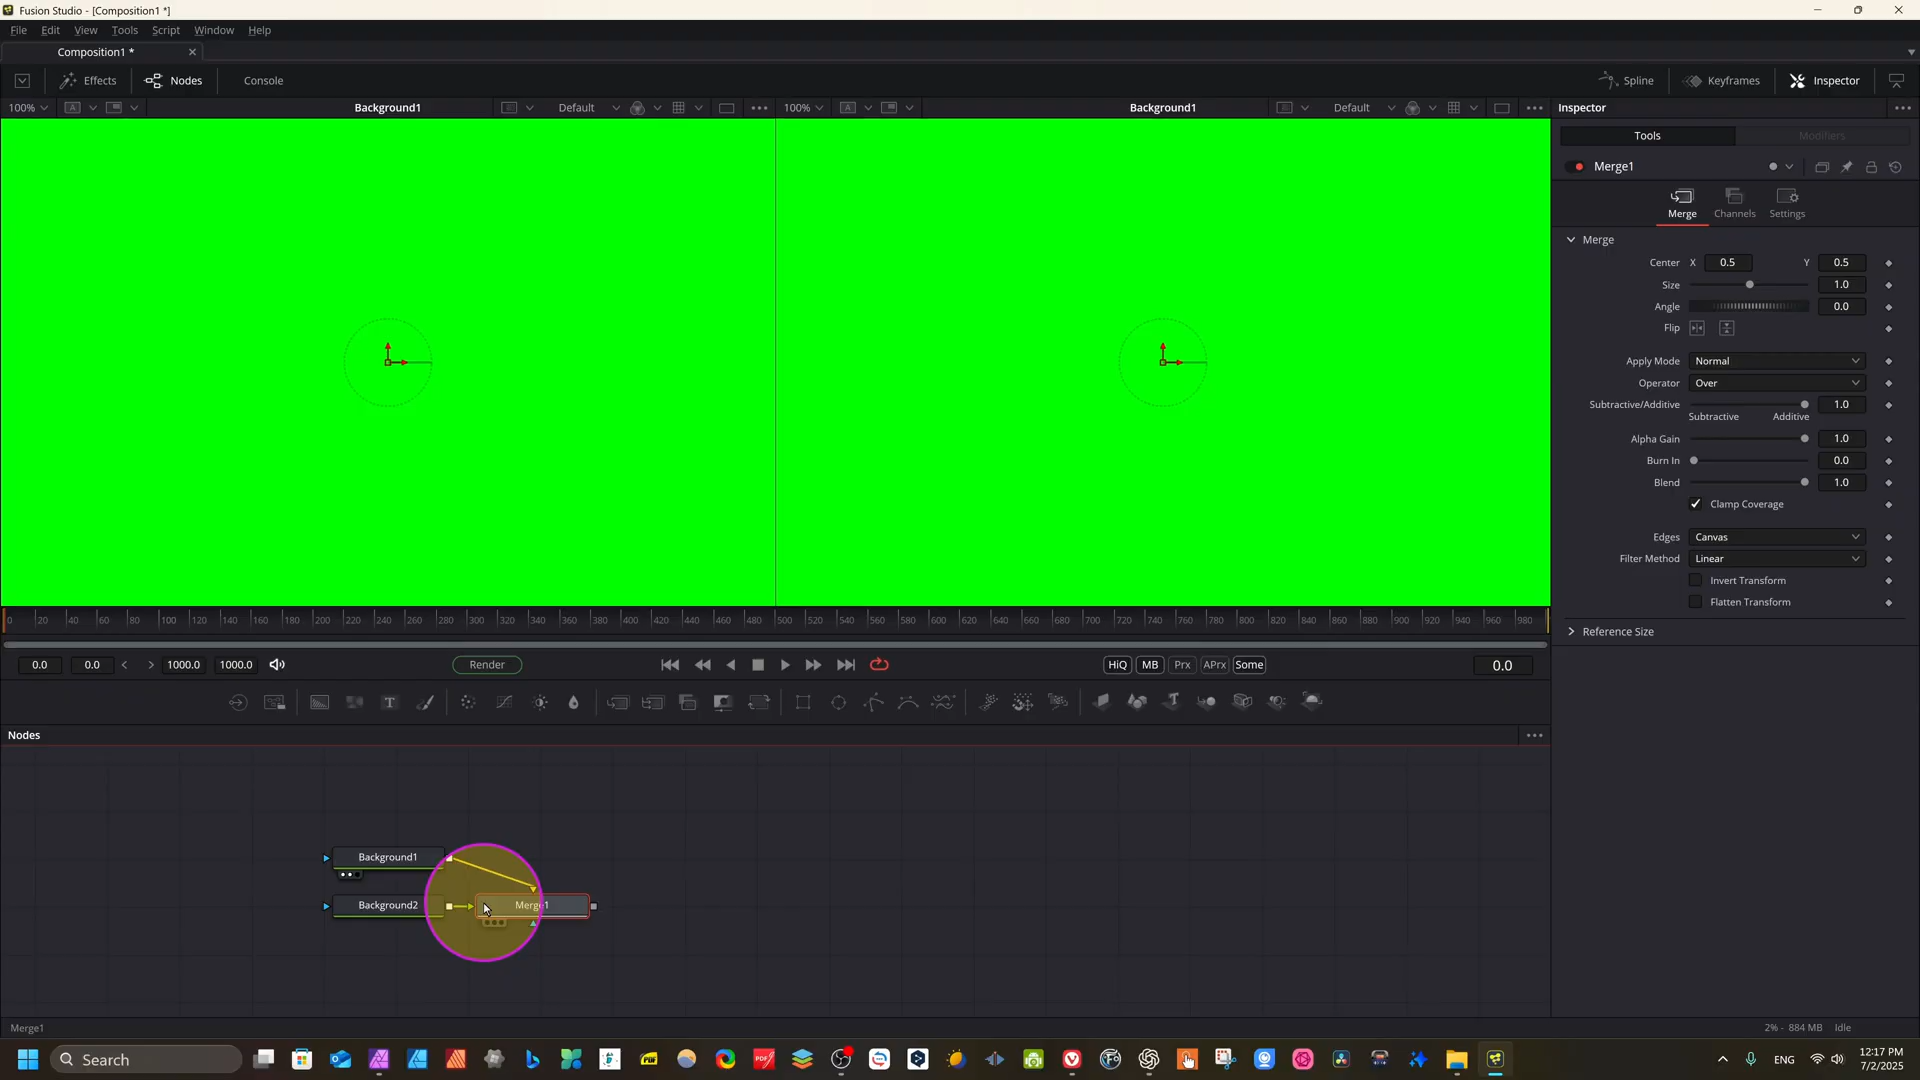 Fusion Studio - [Composition1 *]
File Edit View Tools Script Window Help
Composition1 *
Effects Nodes Console Spline Keyframes Inspector
100% Background1 Default 100% Background1 Default Inspector
Tools Modifiers
Merge1
Merge Channels Settings
Merge
Center X 0.5 Y 0.5
Size 1.0
Angle 0.0
Flip
Apply Mode Normal
Operator Over
Subtractive/Additive 1.0
Subtractive Additive
Alpha Gain 1.0
Burn In 0.0
Blend 1.0
Clamp Coverage
Edges Canvas
Filter Method Linear
Invert Transform
Flatten Transform
Reference Size
0 20 40 60 80 100 120 140 160 180 200 220 240 260 280 300 320 340 360 380 400 420 440 460 480 500 520 540 560 580 600 620 640 660 680 700 720 740 760 780 800 820 840 860 880 900 920 940 960 980
0.0 0.0 < > 1000.0 1000.0 Render HiQ MB Prx APrx Some 0.0
Nodes
Background1
Background2 Merge1
Merge1 2% - 884 MB Idle
Search ENG 12:17 PM
7/2/2025